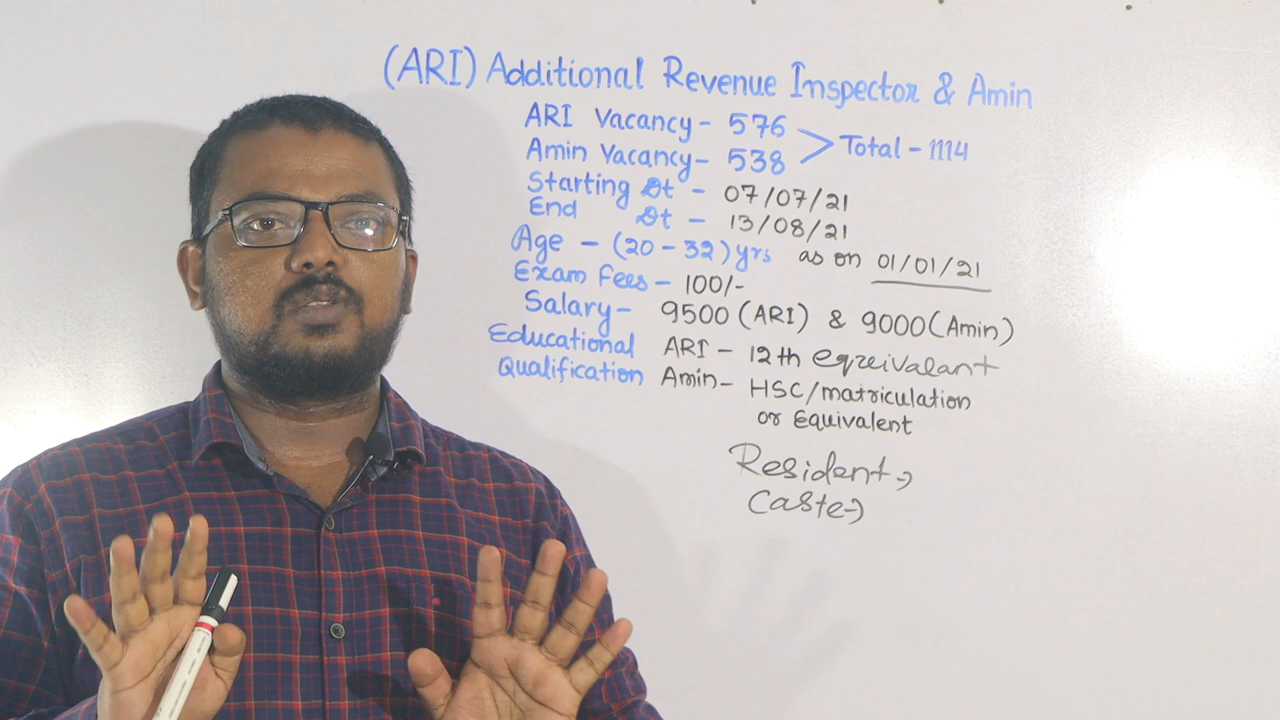 (ARI) Additional Revenue Inspector & Amin
ARI Vacancy - 576
Amin Vacancy - 538
> Total - 1114
Starting Dt - 07/07/21
End Dt - 13/08/21
Age - (20 - 32) yrs as on 01/01/21
Exam Fees - 100/-
Salary - 9500 (ARI) & 9000 (Amin)
Educational Qualification
ARI - 12th equivalant
Amin - HSC/matriculation
or Equivalent
Resident →
Caste →